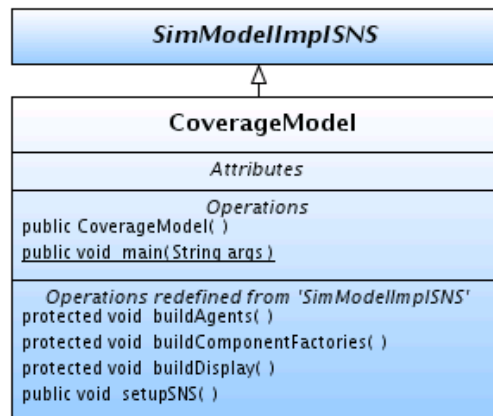 SimModelImplSNS
CoverageModel
Attributes
Operations
public CoverageModel( )
public void main(String args )
Operations redefined from 'SimModelImplSNS'
protected void buildAgents( )
protected void buildComponentFactories( )
protected void buildDisplay( )
public void setupSNS( )